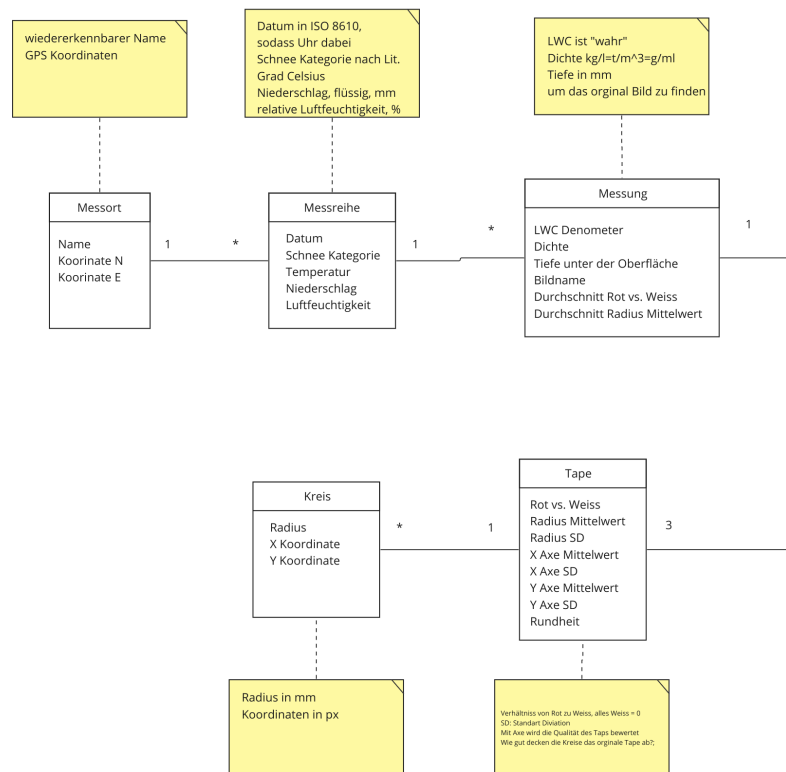 wiedererkennbarer Name
GPS Koordinaten
Datum in ISO 8610,
sodass Uhr dabei
Schnee Kategorie nach Lit.
Grad Celsius
Niederschlag, flüssig, mm
relative Luftfeuchtigkeit, %
LWC ist "wahr"
Dichte kg/l=t/m^3=g/ml
Tiefe in mm
um das orginal Bild zu finden
Messort
Name
Koorinate N
Koorinate E
1
*
Messreihe
Datum
Schnee Kategorie
Temperatur
Niederschlag
Luftfeuchtigkeit
1
*
Messung
LWC Denometer
Dichte
Tiefe unter der Oberfläche
Bildname
Durchschnitt Rot vs. Weiss
Durchschnitt Radius Mittelwert
1
Kreis
Radius
X Koordinate
Y Koordinate
*
1
Tape
Rot vs. Weiss
Radius Mittelwert
Radius SD
X Axe Mittelwert
X Axe SD
Y Axe Mittelwert
Y Axe SD
Rundheit
3
Radius in mm
Koordinaten in px
Verhältniss von Rot zu Weiss, alles Weiss = 0
SD: Standart Diviation
Mit Axe wird die Qualität des Taps bewertet
Wie gut decken die Kreise das orginale Tape ab?;